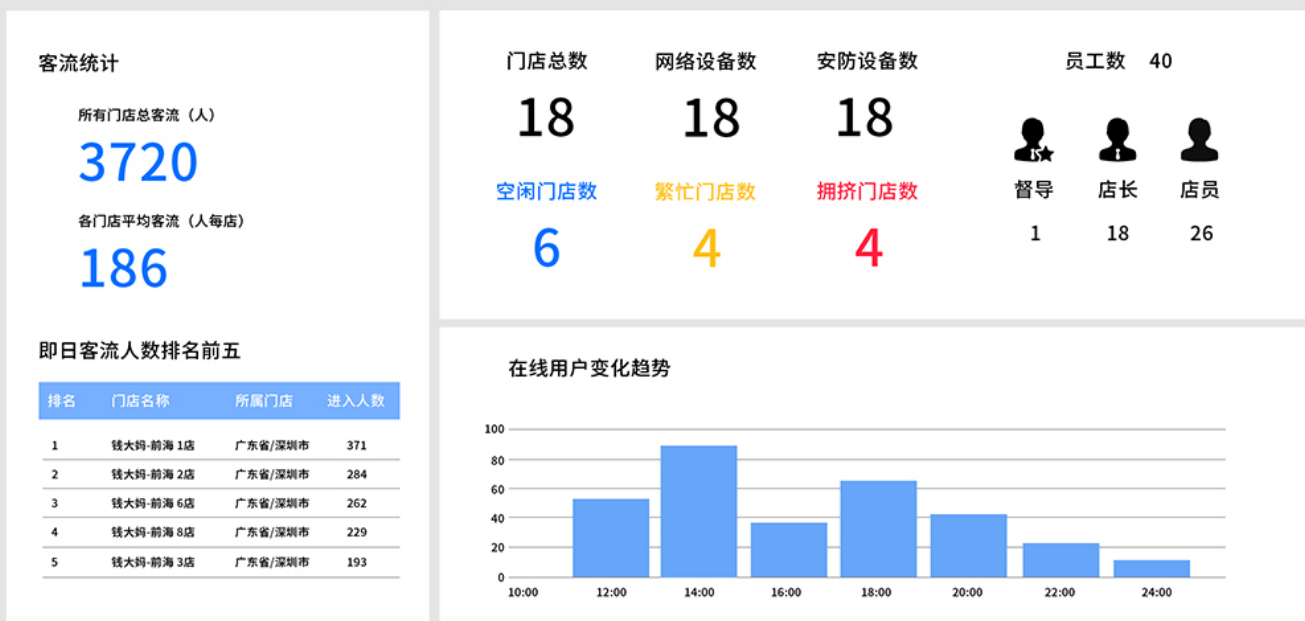 客流统计
所有门店总客流（人）
3720
各门店平均客流（人每店）
186
即日客流人数排名前五
排名 门店名称 所属门店 进入人数
1 钱大妈-前海 1店 广东省/深圳市 371
2 钱大妈-前海 2店 广东省/深圳市 284
3 钱大妈-前海 6店 广东省/深圳市 262
4 钱大妈-前海 8店 广东省/深圳市 229
5 钱大妈-前海 3店 广东省/深圳市 193
门店总数 网络设备数 安防设备数
18 18 18
空闲门店数 繁忙门店数 拥挤门店数
6 4 4
员工数 40
督导 店长 店员
1 18 26
在线用户变化趋势
100
80
60
40
20
0
10:00 12:00 14:00 16:00 18:00 20:00 22:00 24:00